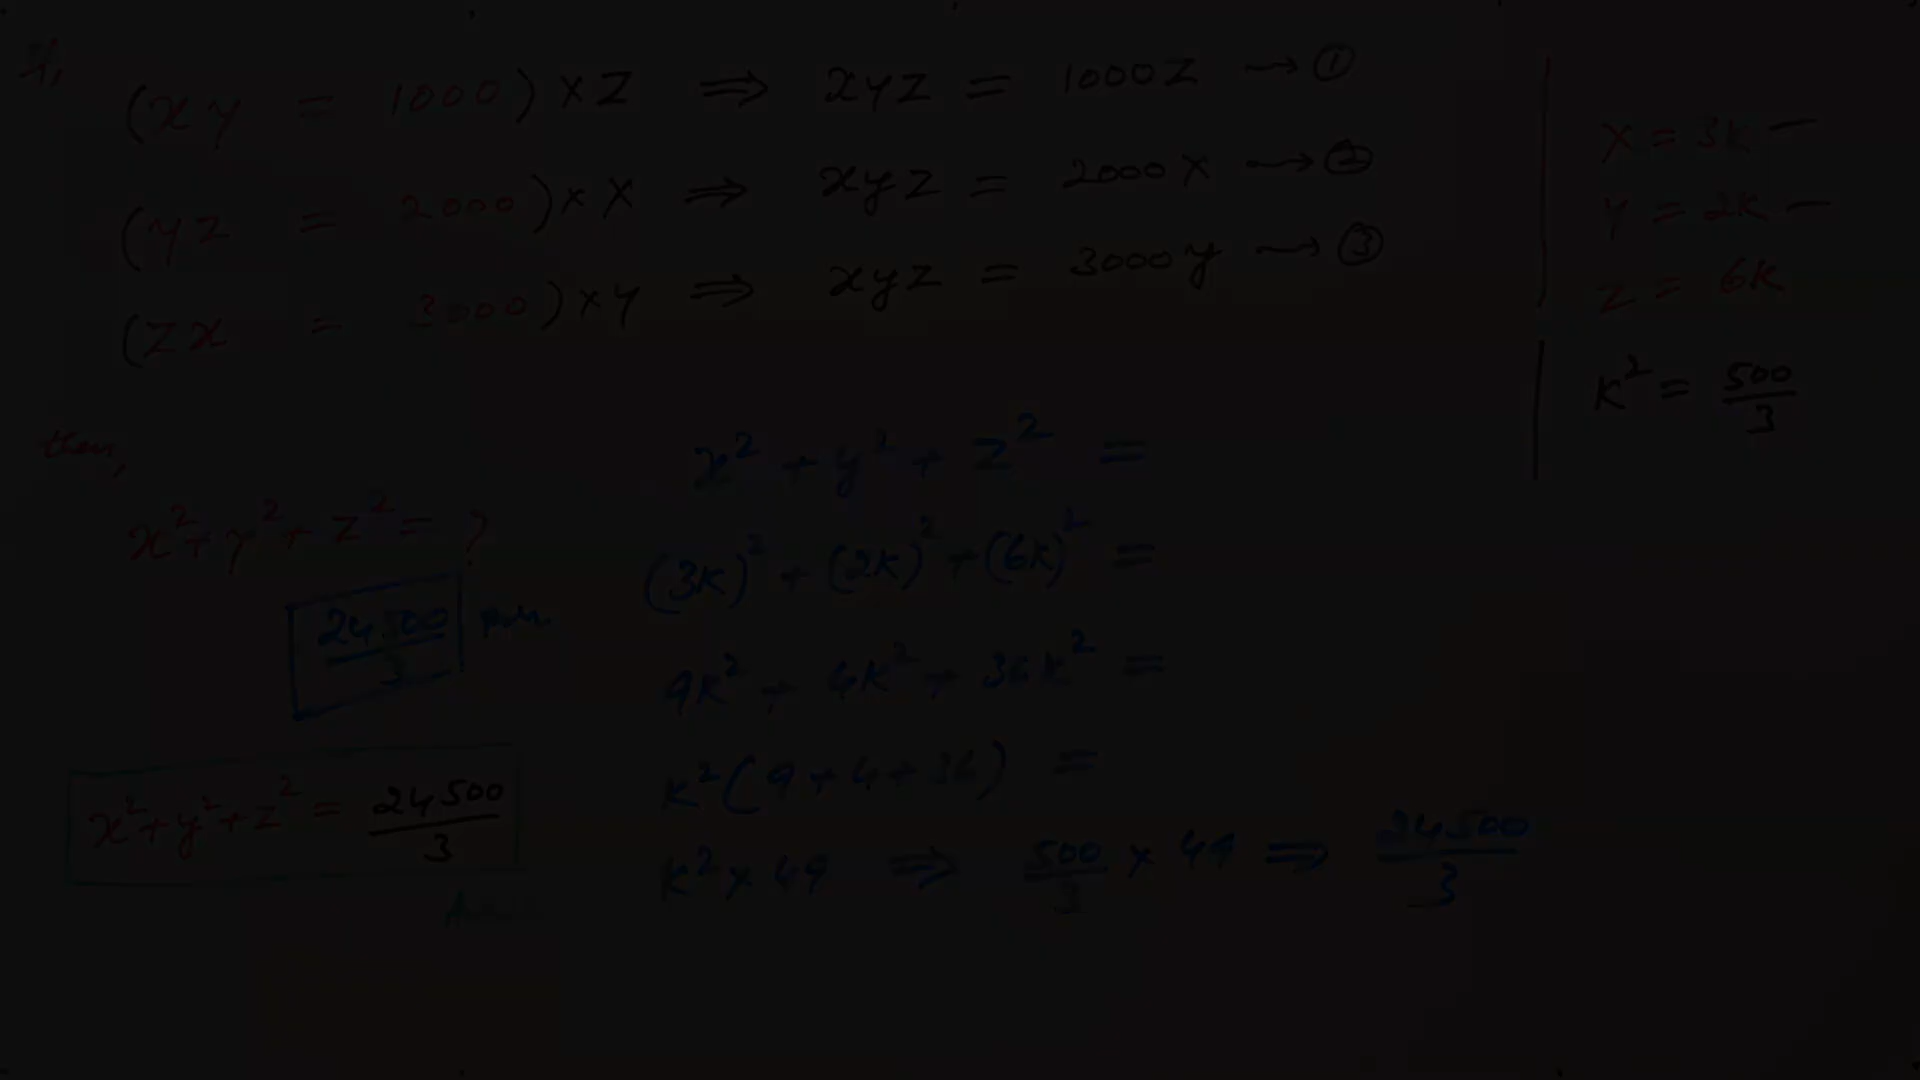 If,
(xy = 1000) × Z ⟹ xyz = 1000Z → ①
(yz = 2000) × X ⟹ xyz = 2000X → ②
(zx = 3000) × y ⟹ xyz = 3000y → ③
X = 3k —
Y = 2k —
Z = 6k
k² = 500/3
then,
x² + y² + z² = ?
24500/3
x² + y² + z² = 24500/3
x² + y² + z² =
(3k)² + (2k)² + (6k)² =
9k² + 4k² + 36k² =
k²(9 + 4 + 36) =
k² × 49 ⟹ 500/3 × 49 ⟹ 24500/3